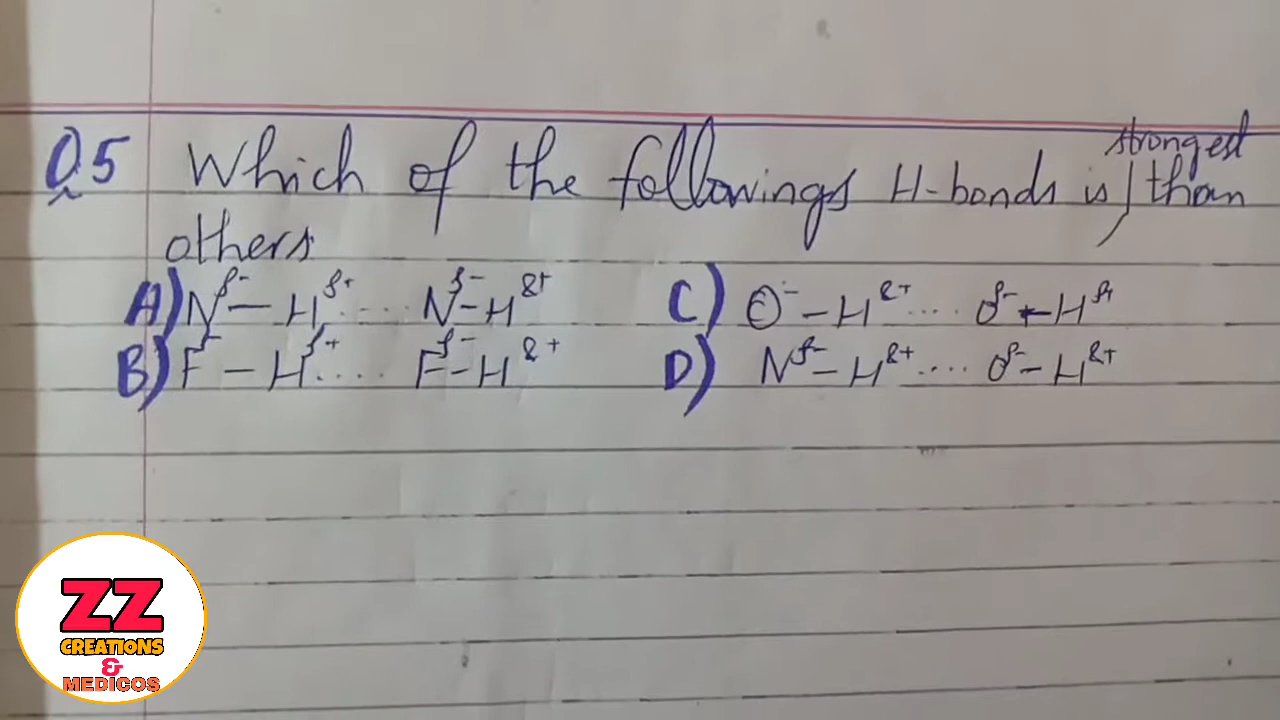 strongest
Q5 Which of the followings H-bonds is than
others
A) N^δ- — H^δ+ .... N^δ- – H^δ+ C) O^- – H^δ+ .... O^δ- – H^δ+
B) F^δ- — H^δ+ .... F^δ- – H^δ+ D) N^δ- – H^δ+ .... O^δ- – H^δ+
ZZ
CREATIONS
&
MEDICOS